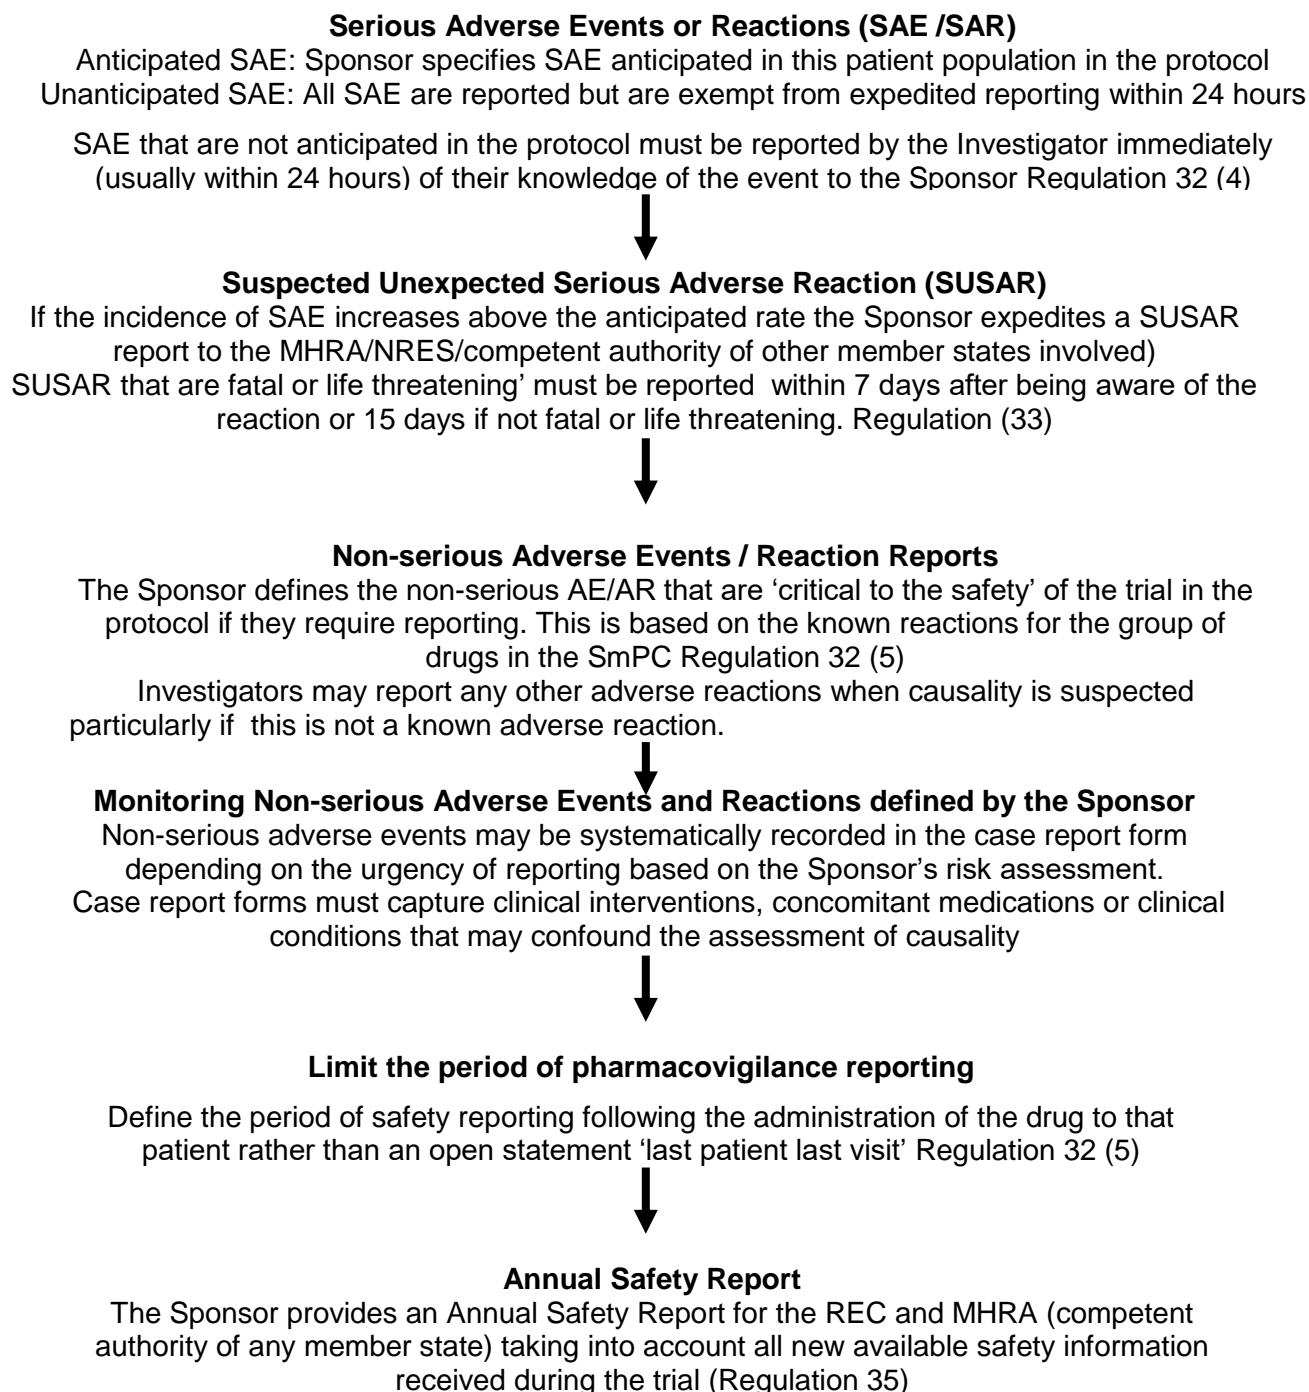 Serious Adverse Events or Reactions (SAE /SAR)
Anticipated SAE: Sponsor specifies SAE anticipated in this patient population in the protocol
Unanticipated SAE: All SAE are reported but are exempt from expedited reporting within 24 hours
SAE that are not anticipated in the protocol must be reported by the Investigator immediately
(usually within 24 hours) of their knowledge of the event to the Sponsor Regulation 32 (4)
Suspected Unexpected Serious Adverse Reaction (SUSAR)
If the incidence of SAE increases above the anticipated rate the Sponsor expedites a SUSAR
report to the MHRA/NRES/competent authority of other member states involved)
SUSAR that are fatal or life threatening’ must be reported  within 7 days after being aware of the
reaction or 15 days if not fatal or life threatening. Regulation (33)
Non-serious Adverse Events / Reaction Reports
The Sponsor defines the non-serious AE/AR that are ‘critical to the safety’ of the trial in the
protocol if they require reporting. This is based on the known reactions for the group of
drugs in the SmPC Regulation 32 (5)
Investigators may report any other adverse reactions when causality is suspected
particularly if  this is not a known adverse reaction.
Monitoring Non-serious Adverse Events and Reactions defined by the Sponsor
Non-serious adverse events may be systematically recorded in the case report form
depending on the urgency of reporting based on the Sponsor’s risk assessment.
Case report forms must capture clinical interventions, concomitant medications or clinical
conditions that may confound the assessment of causality
Limit the period of pharmacovigilance reporting
Define the period of safety reporting following the administration of the drug to that
patient rather than an open statement ‘last patient last visit’ Regulation 32 (5)
Annual Safety Report
The Sponsor provides an Annual Safety Report for the REC and MHRA (competent
authority of any member state) taking into account all new available safety information
received during the trial (Regulation 35)